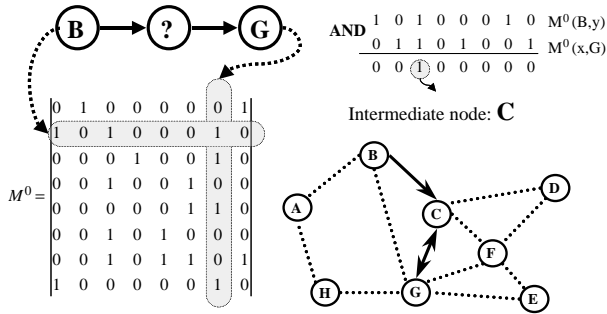 B ? G
1 0 1 0 0 0 1 0 M⁰(B,y)
AND
0 1 1 0 1 0 0 1 M⁰(x,G)
0 0 1 0 0 0 0 0
Intermediate node: C
M⁰ =
0 1 0 0 0 0 0 1
1 0 1 0 0 0 1 0
0 0 0 1 0 0 1 0
0 0 1 0 0 1 0 0
0 0 0 0 0 1 1 0
0 0 1 0 1 0 0 0
0 0 1 0 1 1 0 1
1 0 0 0 0 0 1 0
B
D
A
C
F
H
G
E